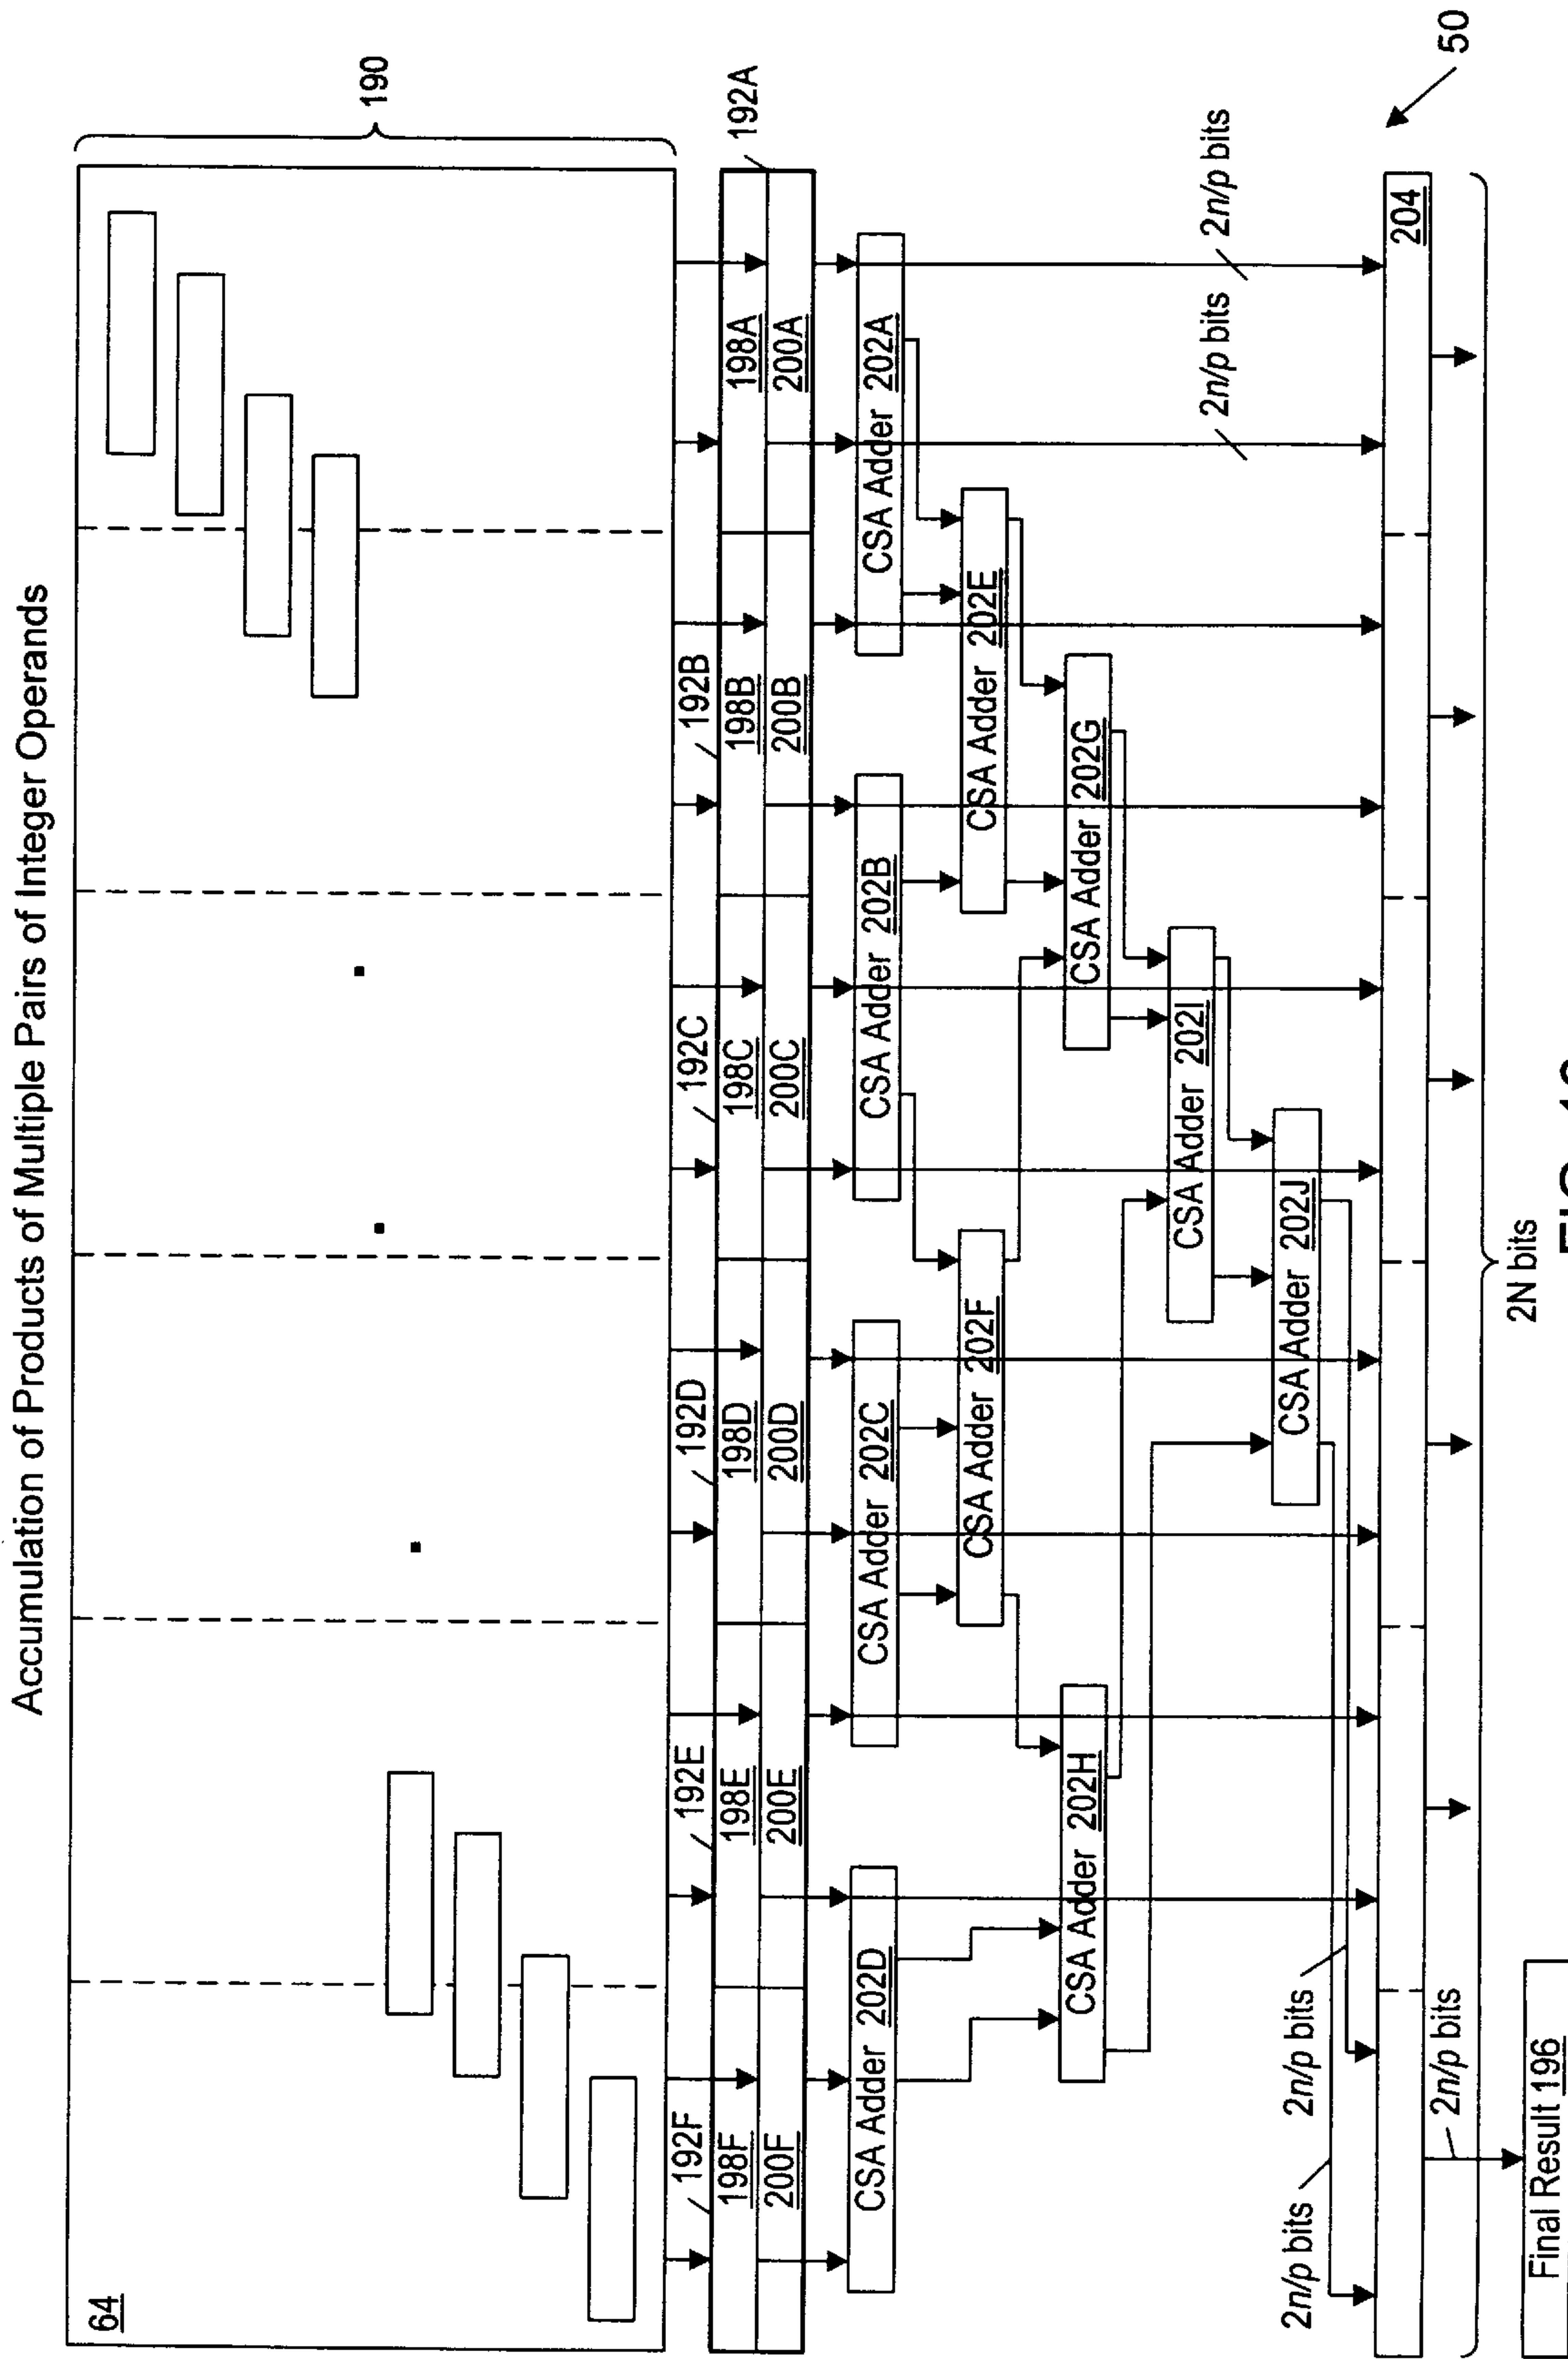 Accumulation of Products of Multiple Pairs of Integer Operands
64
190
192F
192E
192D
192C
192B
192A
198F
198E
198D
198C
198B
198A
200F
200E
200D
200C
200B
200A
CSA Adder 202D
CSA Adder 202C
CSA Adder 202B
CSA Adder 202A
CSA Adder 202F
CSA Adder 202E
CSA Adder 202H
CSA Adder 202G
CSA Adder 202I
CSA Adder 202J
2n/p bits
2n/p bits
2n/p bits
2n/p bits
204
50
2n/p bits
2N bits
Final Result 196